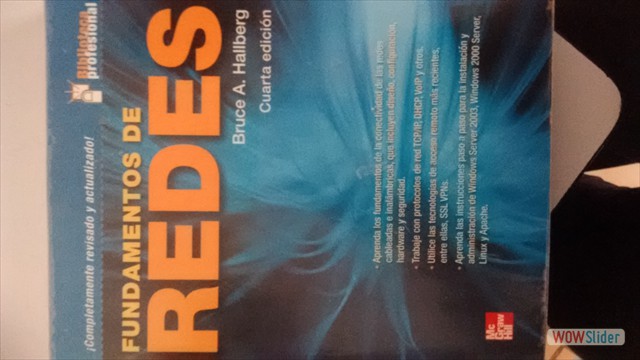 Biblioteca
profesional
¡Completamente revisado y actualizado!
FUNDAMENTOS DE
REDES
Bruce A. Hallberg
Cuarta edición
• Aprenda los fundamentos de la conectividad de las redes
cableadas e inalámbricas, que incluyen diseño, configuración,
hardware y seguridad.
• Trabaje con protocolos de red TCP/IP, DHCP, VoIP y otros.
• Utilice las tecnologías de acceso remoto más recientes,
entre ellas, SSL VPNs.
• Aprenda las instrucciones paso a paso para la instalación y
administración de Windows Server 2003, Windows 2000 Server,
Linux y Apache.
Mc
Graw
Hill
WOWSlider